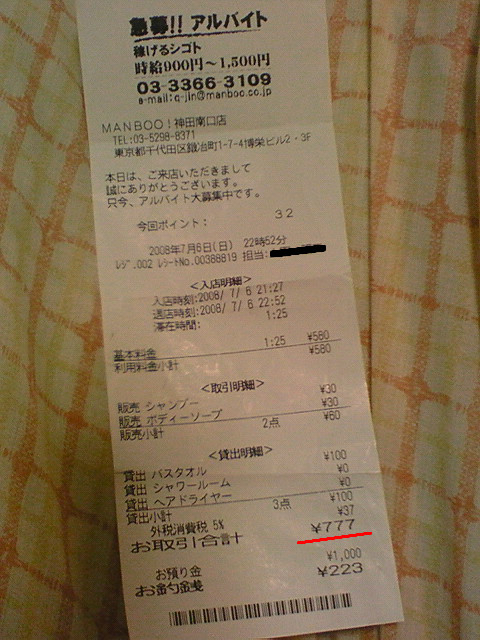 急募!! アルバイト
稼げるシゴト
時給900円～1,500円
03-3366-3109
e-mail:q-jin@manboo.co.jp
MANBOO!神田南口店
TEL:03-5298-8371
東京都千代田区鍛冶町1-7-4博栄ビル2・3F
本日は、ご来店いただきまして
誠にありがとうございます。
只今、アルバイト大募集中です。
今回ポイント: 32
2008年7月6日(日) 22時52分
ﾚｼﾞ.002 ﾚｼｰﾄNo.00388819 担当:
<入店明細>
入店時刻:2008/ 7/ 6 21:27
退店時刻:2008/ 7/ 6 22:52
滞在時間: 1:25
基本料金 1:25 ¥580
利用料金小計 ¥580
<取引明細>
販売 シャンプー ¥30
販売 ボディーソープ ¥30
販売小計 2点 ¥60
<貸出明細>
貸出 バスタオル ¥100
貸出 シャワールーム ¥0
貸出 ヘアドライヤー ¥0
貸出小計 3点 ¥100
外税消費税 5% ¥37
お取引合計 ¥777
お預り金 ¥1,000
お釣金銭 ¥223